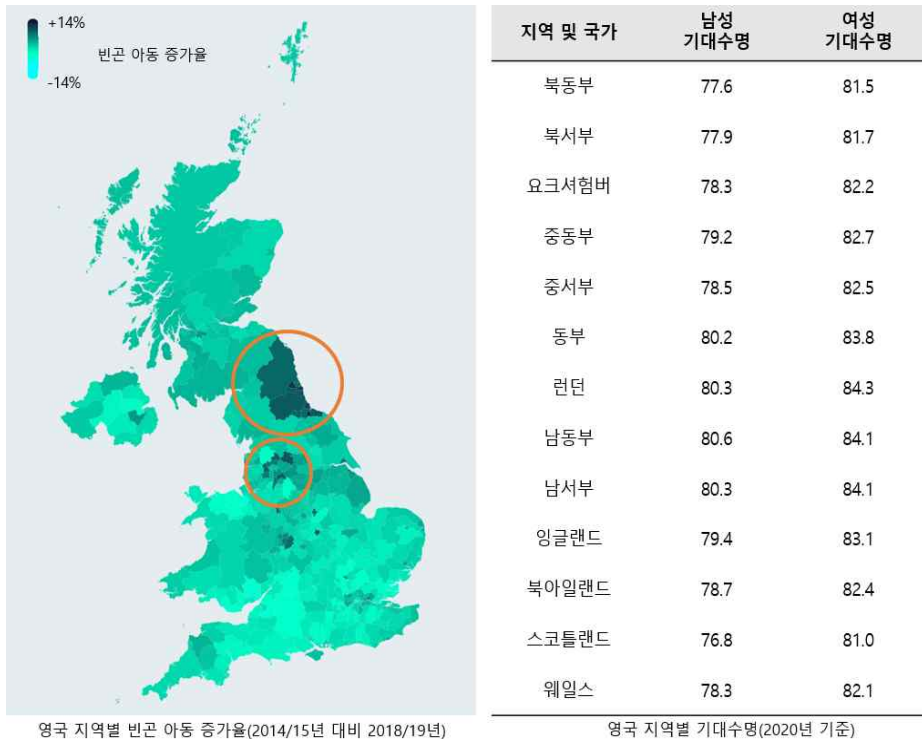 +14%
빈곤 아동 증가율
-14%
영국 지역별 빈곤 아동 증가율(2014/15년 대비 2018/19년)
지역 및 국가 남성 기대수명 여성 기대수명
북동부 77.6 81.5
북서부 77.9 81.7
요크셔험버 78.3 82.2
중동부 79.2 82.7
중서부 78.5 82.5
동부 80.2 83.8
런던 80.3 84.3
남동부 80.6 84.1
남서부 80.3 84.1
잉글랜드 79.4 83.1
북아일랜드 78.7 82.4
스코틀랜드 76.8 81.0
웨일스 78.3 82.1
영국 지역별 기대수명(2020년 기준)